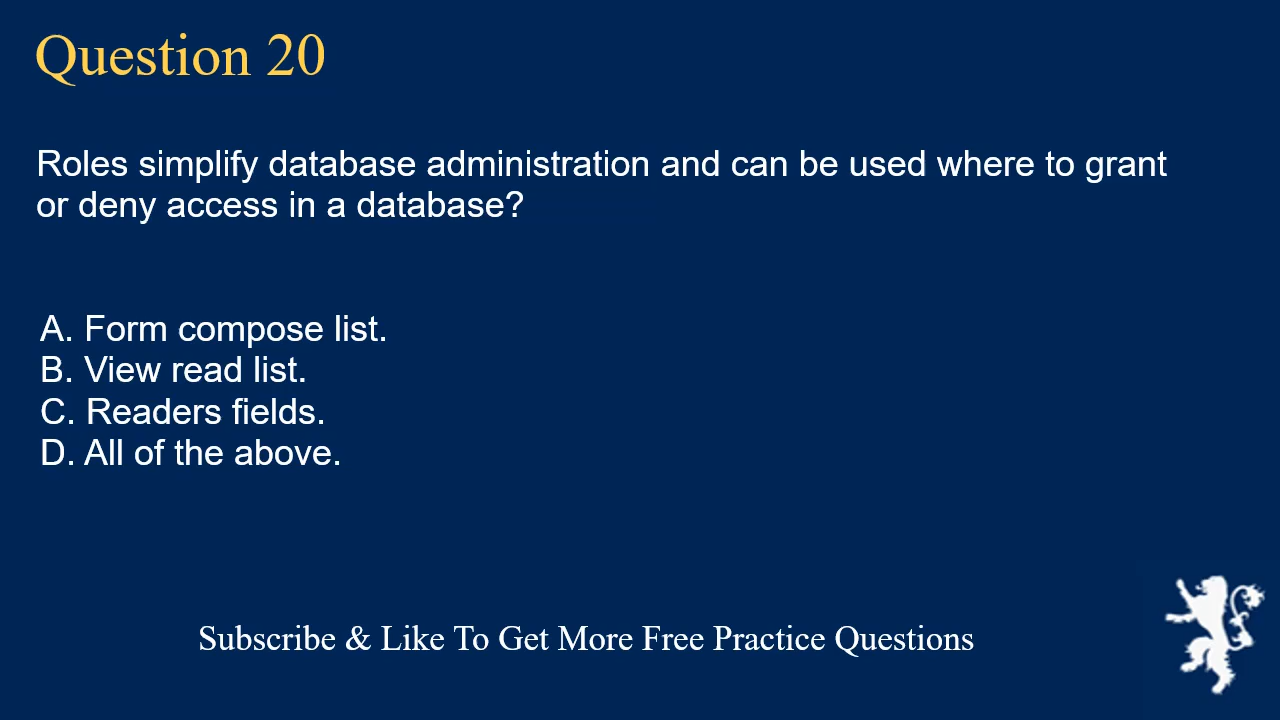 Question 20
Roles simplify database administration and can be used where to grant
or deny access in a database?
A. Form compose list.
B. View read list.
C. Readers fields.
D. All of the above.
Subscribe & Like To Get More Free Practice Questions